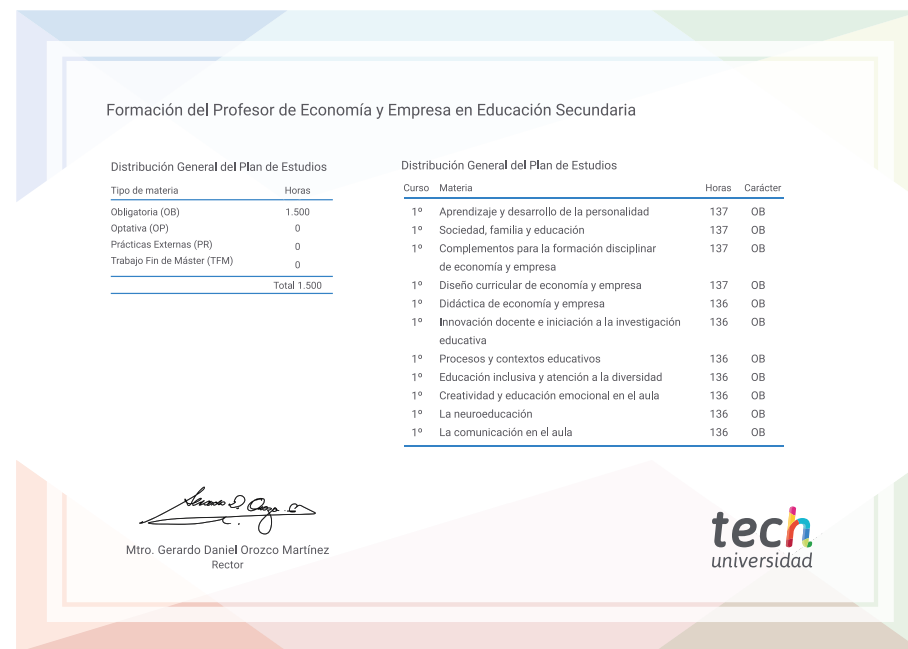 Formación del Profesor de Economía y Empresa en Educación Secundaria
Distribución General del Plan de Estudios
Tipo de materia Horas
Obligatoria (OB) 1.500
Optativa (OP) 0
Prácticas Externas (PR) 0
Trabajo Fin de Máster (TFM) 0
Total 1.500
Distribución General del Plan de Estudios
Curso Materia Horas Carácter
1º Aprendizaje y desarrollo de la personalidad 137 OB
1º Sociedad, familia y educación 137 OB
1º Complementos para la formación disciplinar 137 OB
de economía y empresa
1º Diseño curricular de economía y empresa 137 OB
1º Didáctica de economía y empresa 136 OB
1º Innovación docente e iniciación a la investigación 136 OB
educativa
1º Procesos y contextos educativos 136 OB
1º Educación inclusiva y atención a la diversidad 136 OB
1º Creatividad y educación emocional en el aula 136 OB
1º La neuroeducación 136 OB
1º La comunicación en el aula 136 OB
Mtro. Gerardo Daniel Orozco Martínez
Rector
tech
universidad